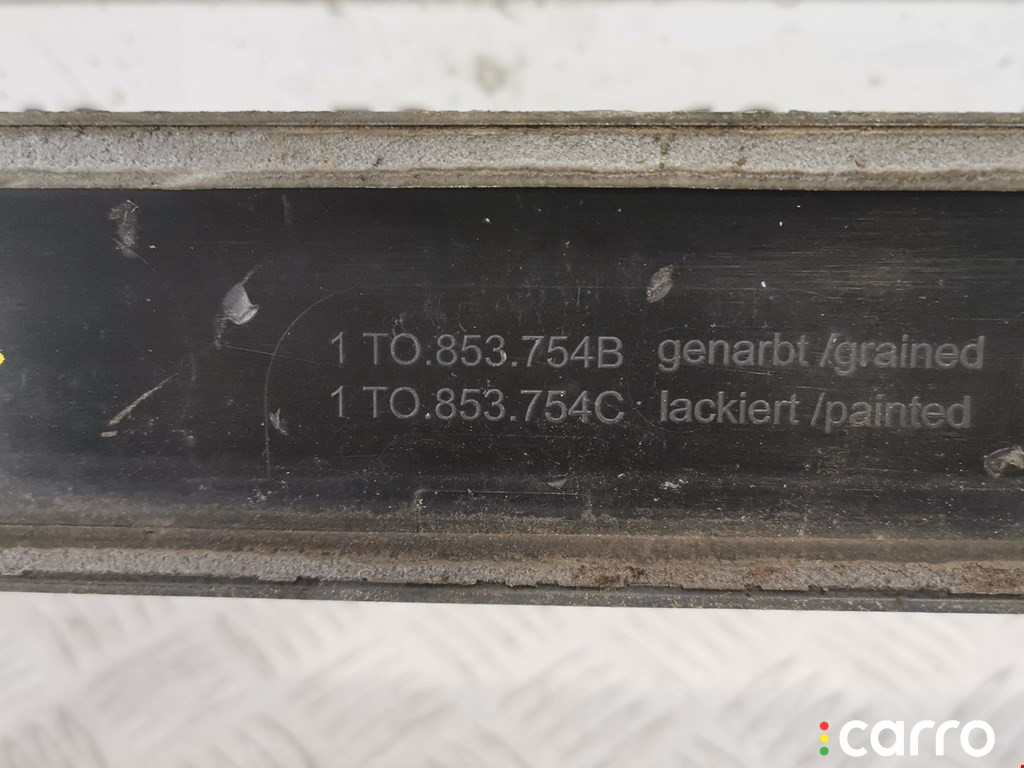 1 TO.853.754B genarbt /grained
1 TO.853.754C lackiert /painted
carro